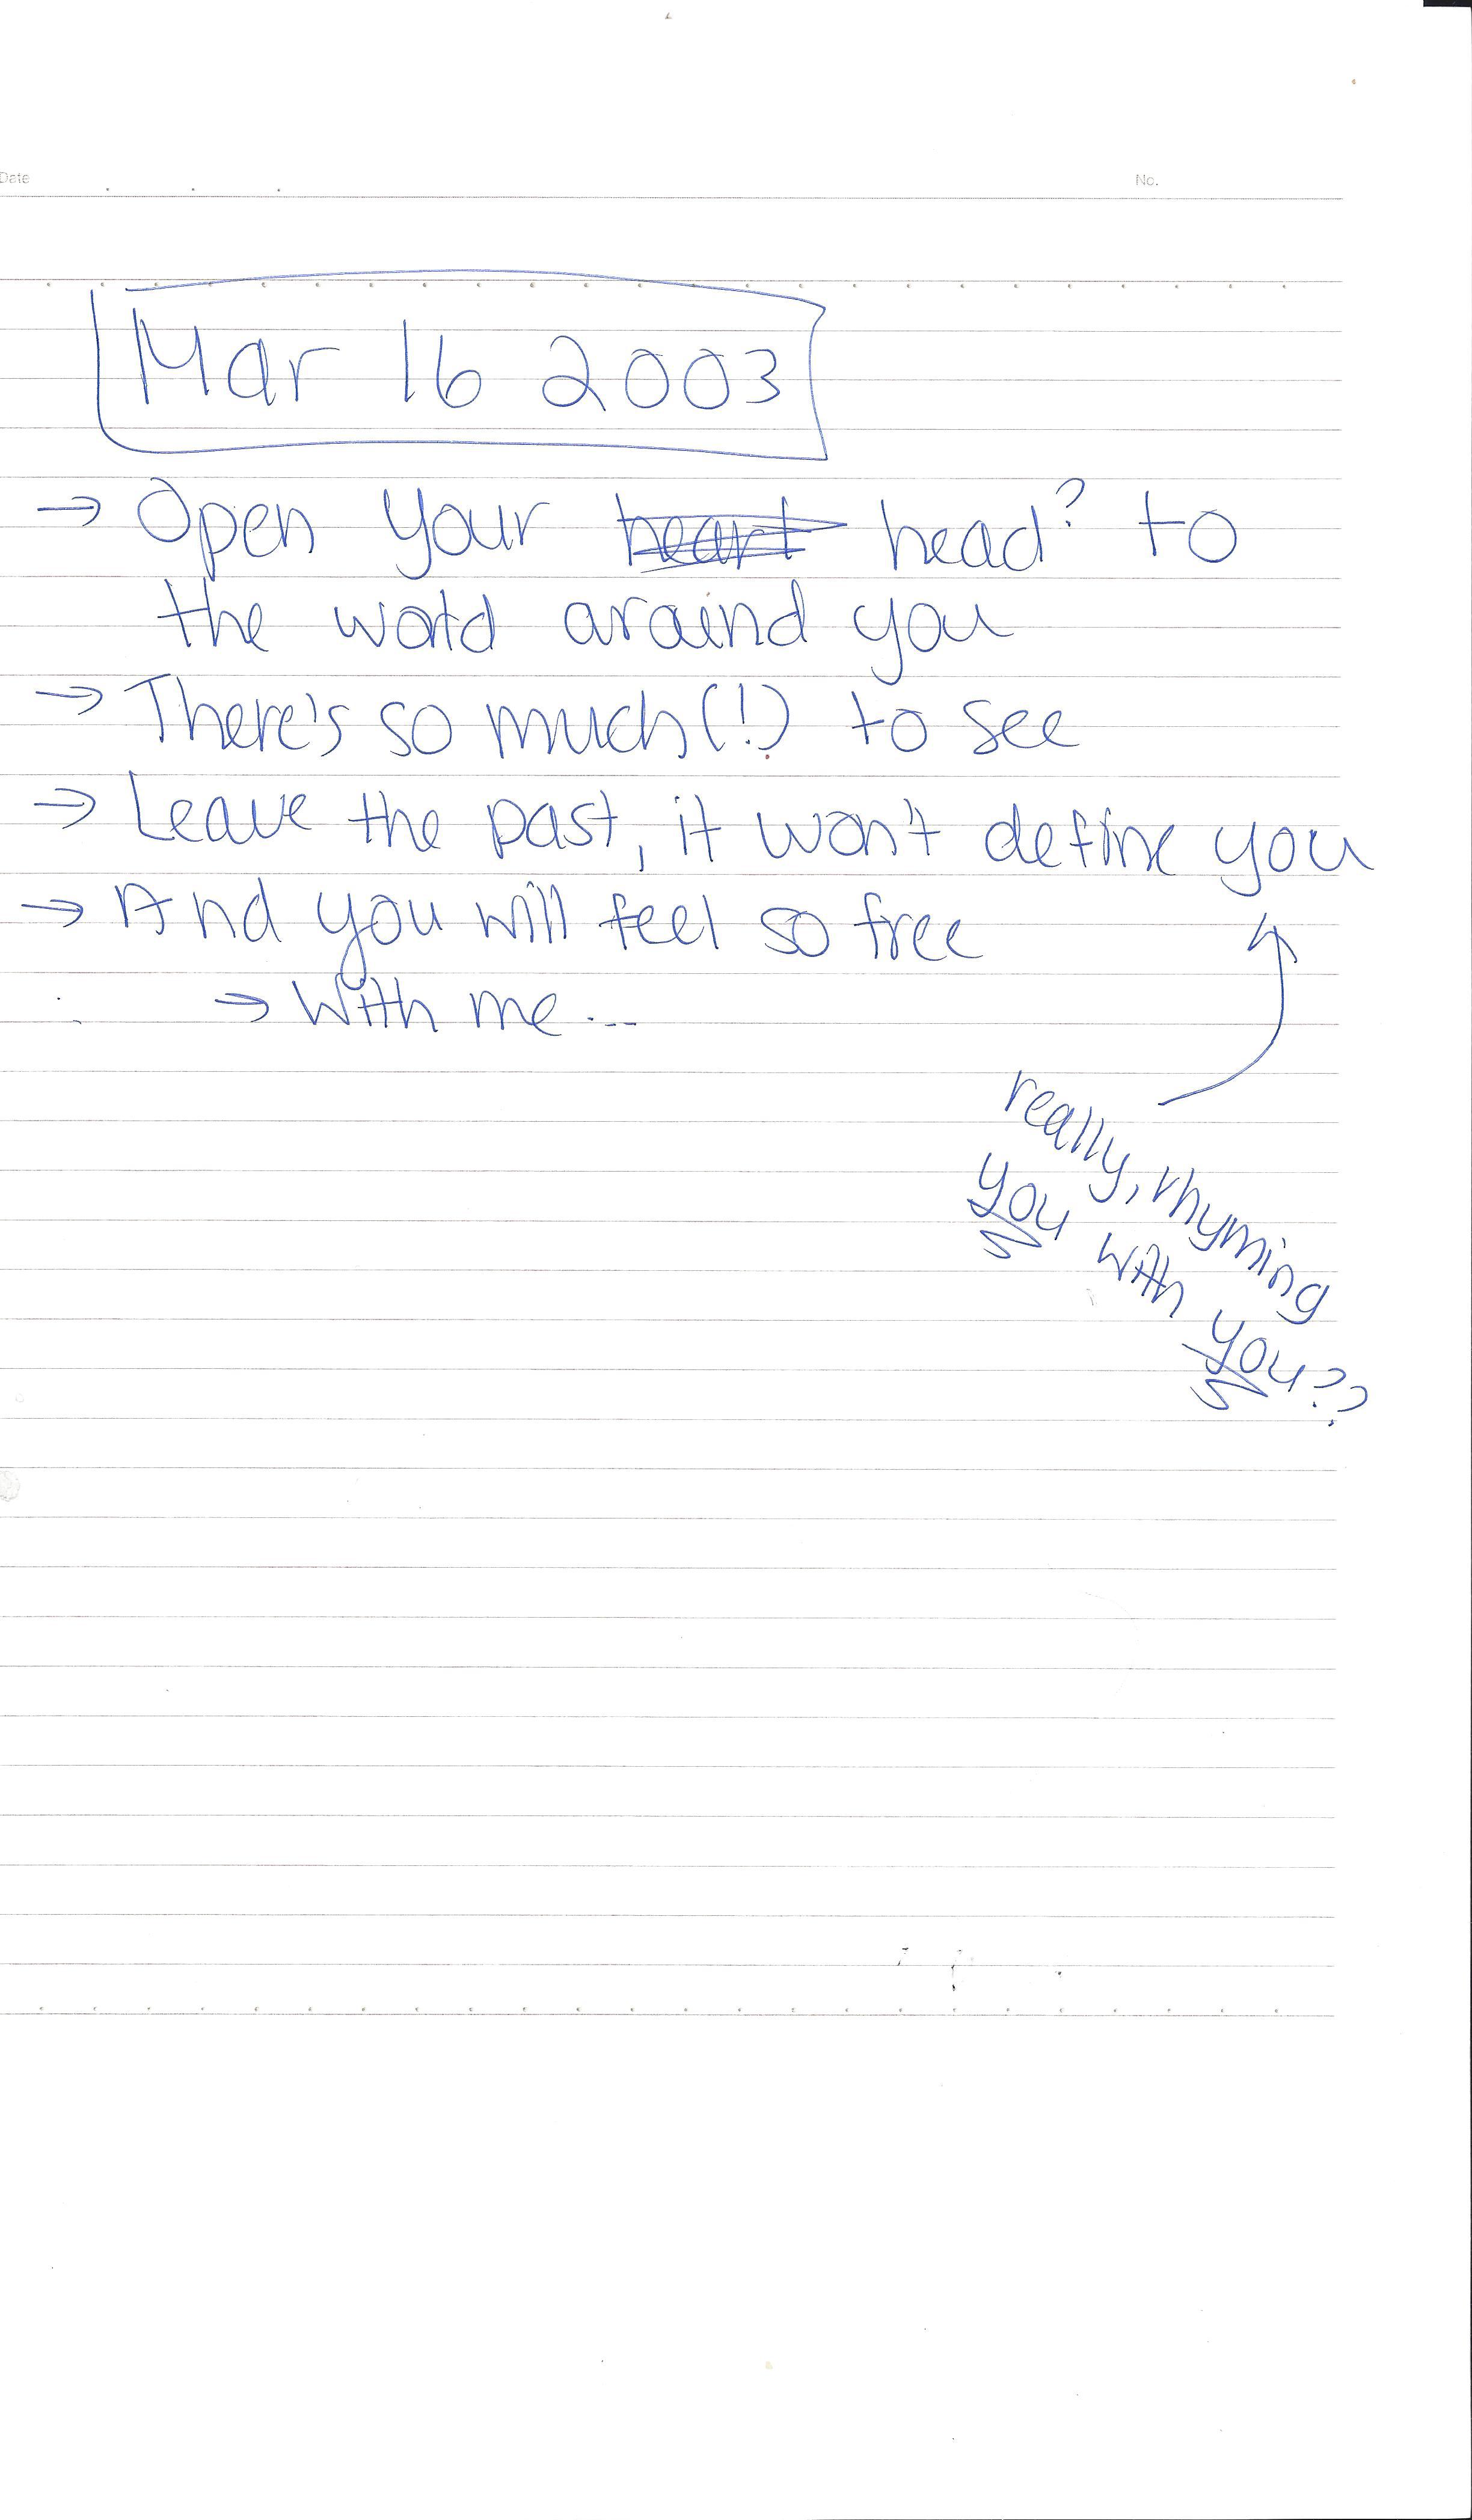 Date
No.
Mar 16 2003
→ Open your heart head? to
the world around you
→ There's so much(!) to see
→ Leave the past, it won't define you
→ And you will feel so free
→ With me...
really, rhyming
you with you??